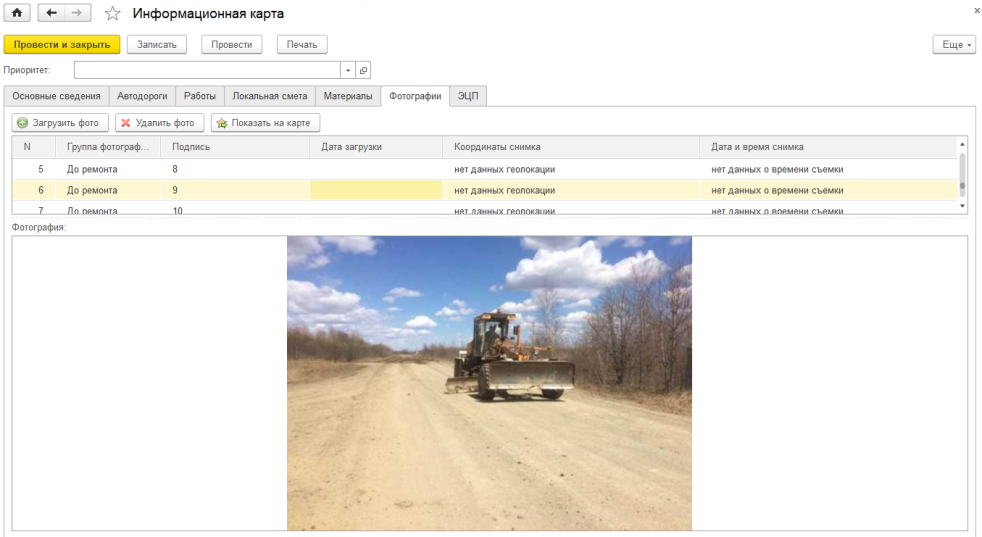 Информационная карта
Провести и закрыть Записать Провести Печать Еще
Приоритет:
Основные сведения Автодороги Работы Локальная смета Материалы Фотографии ЭЦП
Загрузить фото Удалить фото Показать на карте
N Группа фотограф... Подпись Дата загрузки Координаты снимка Дата и время снимка
5 До ремонта 8 нет данных геолокации нет данных о времени съемки
6 До ремонта 9 нет данных геолокации нет данных о времени съемки
7 До ремонта 10 нет данных геолокации нет данных о времени съемки
Фотография: